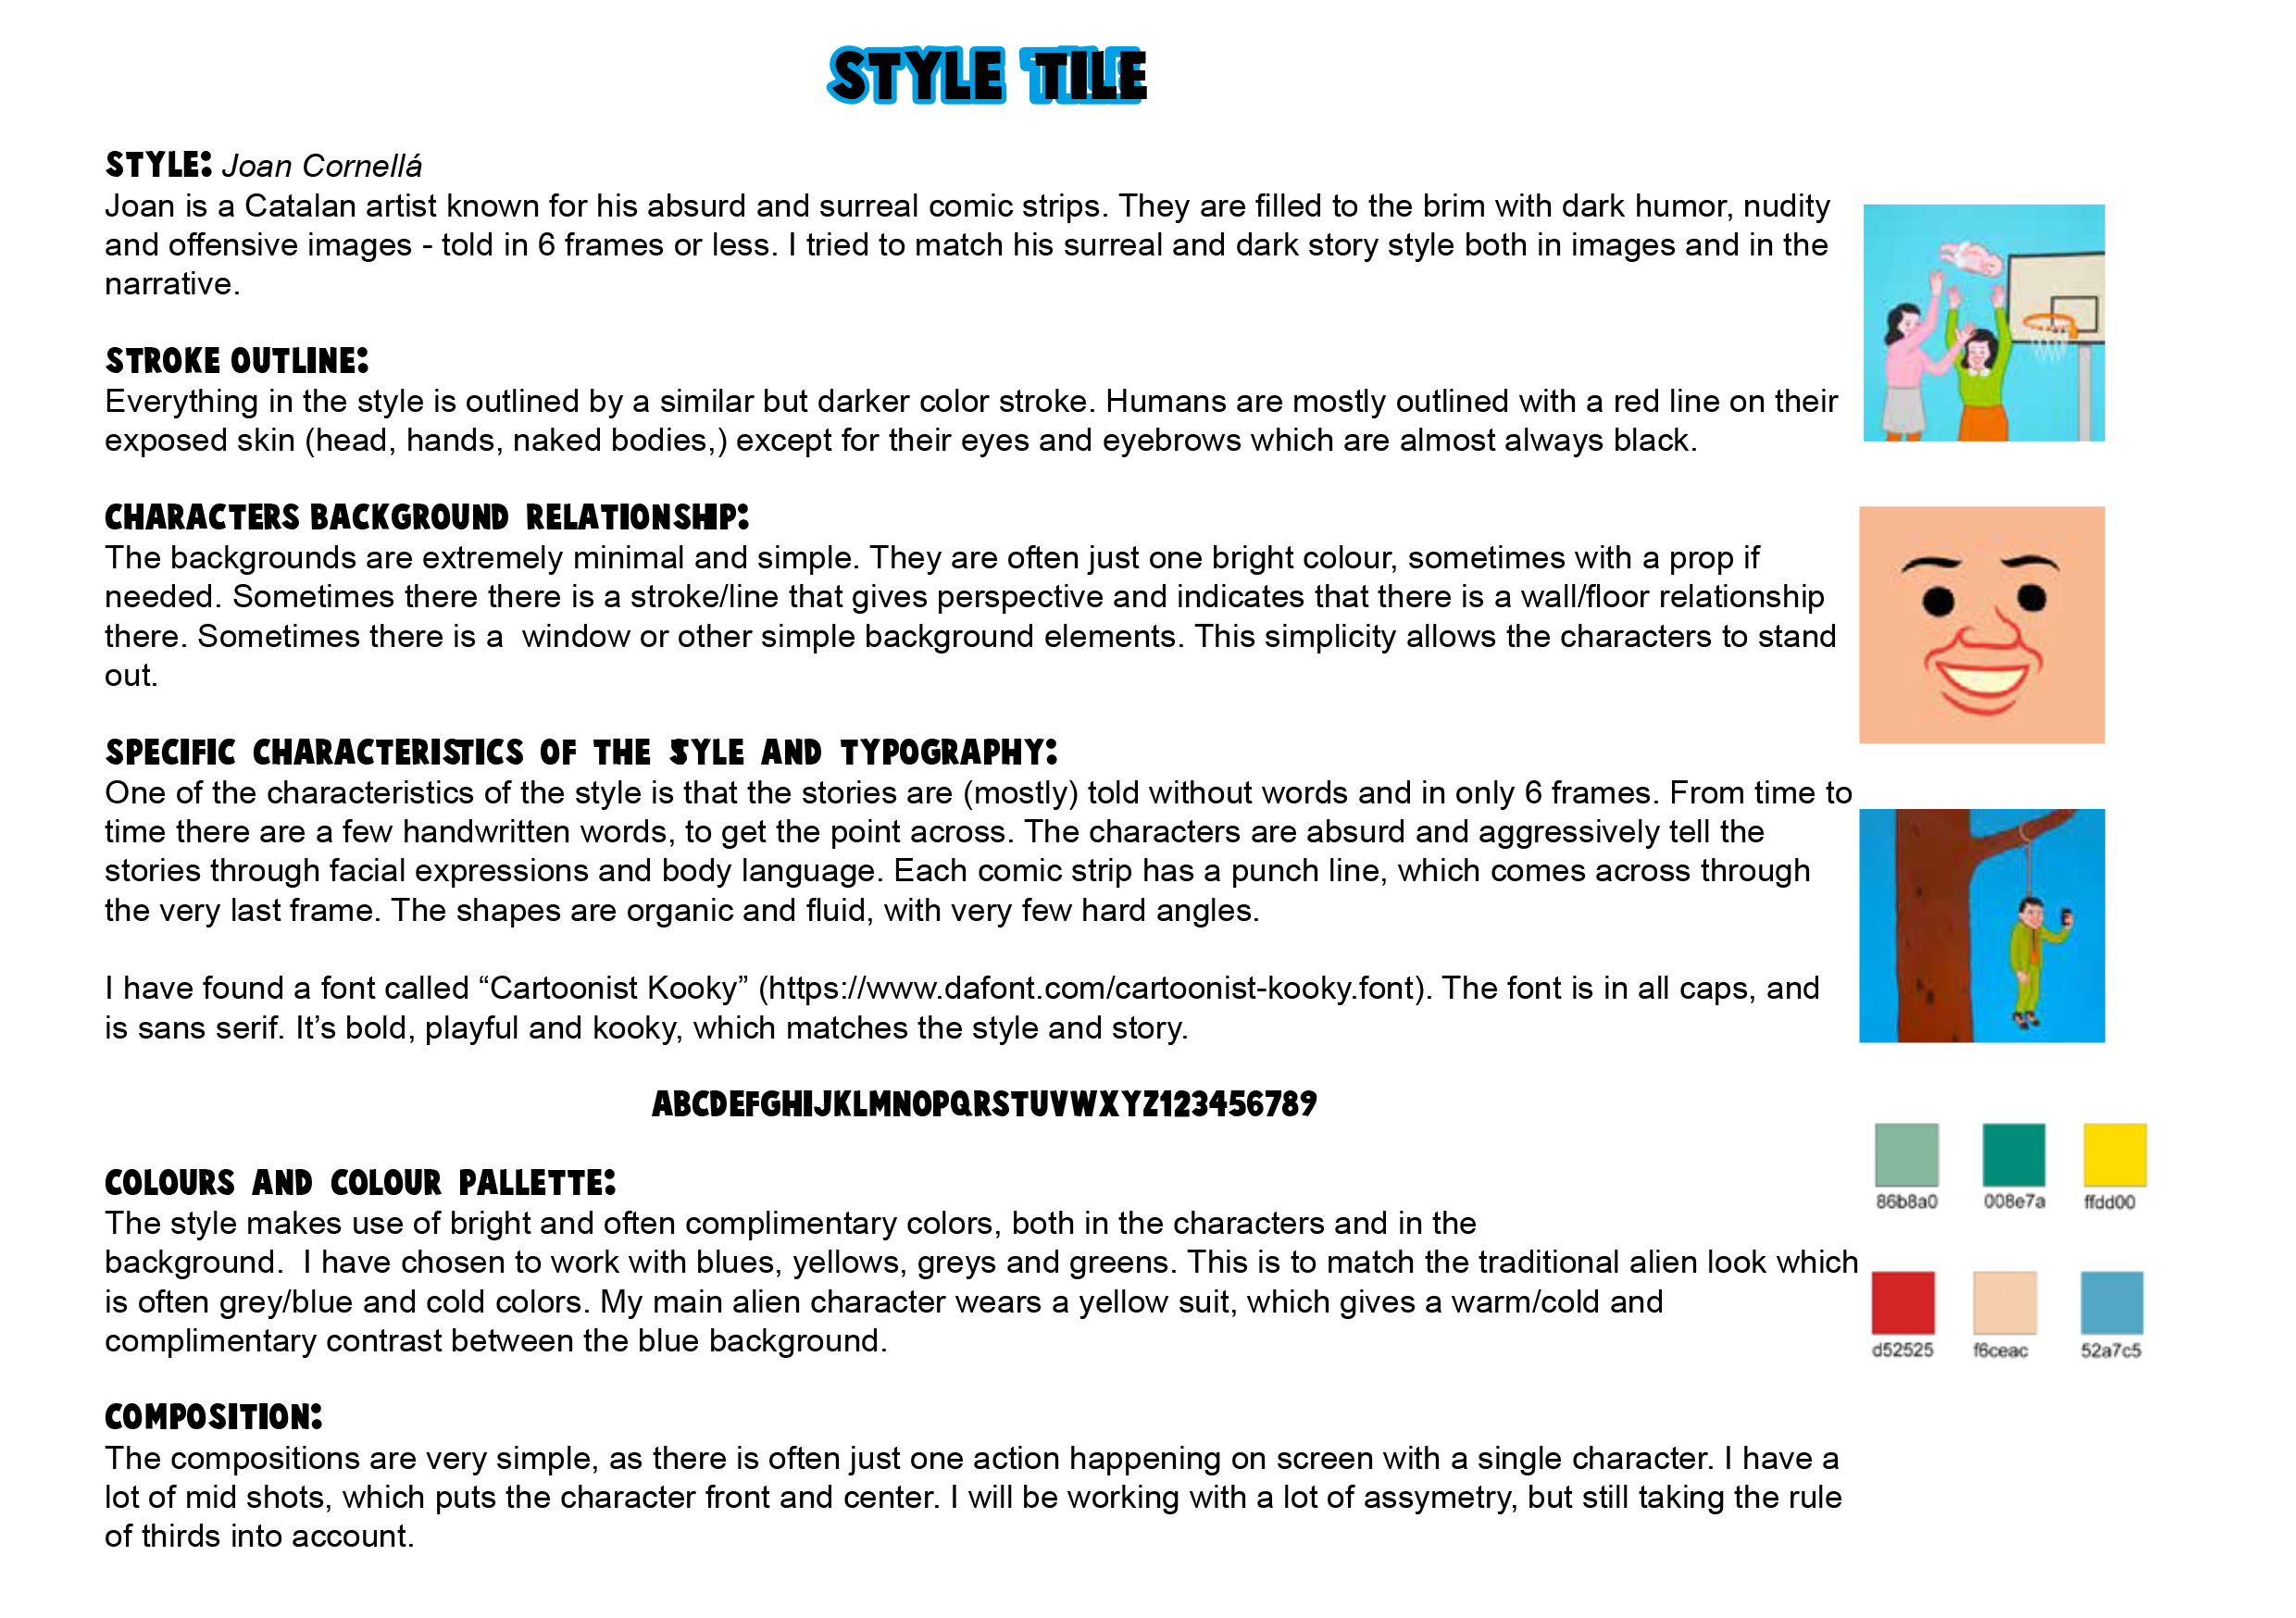 STYLE TILE
STYLE: Joan Cornellá
Joan is a Catalan artist known for his absurd and surreal comic strips. They are filled to the brim with dark humor, nudity
and offensive images - told in 6 frames or less. I tried to match his surreal and dark story style both in images and in the
narrative.
STROKE OUTLINE:
Everything in the style is outlined by a similar but darker color stroke. Humans are mostly outlined with a red line on their
exposed skin (head, hands, naked bodies,) except for their eyes and eyebrows which are almost always black.
CHARACTERS BACKGROUND RELATIONSHIP:
The backgrounds are extremely minimal and simple. They are often just one bright colour, sometimes with a prop if
needed. Sometimes there there is a stroke/line that gives perspective and indicates that there is a wall/floor relationship
there. Sometimes there is a  window or other simple background elements. This simplicity allows the characters to stand
out.
SPECIFIC CHARACTERISTICS OF THE STYLE AND TYPOGRAPHY:
One of the characteristics of the style is that the stories are (mostly) told without words and in only 6 frames. From time to
time there are a few handwritten words, to get the point across. The characters are absurd and aggressively tell the
stories through facial expressions and body language. Each comic strip has a punch line, which comes across through
the very last frame. The shapes are organic and fluid, with very few hard angles.
I have found a font called “Cartoonist Kooky” (https://www.dafont.com/cartoonist-kooky.font). The font is in all caps, and
is sans serif. It’s bold, playful and kooky, which matches the style and story.
ABCDEFGHIJKLMNOPQRSTUVWXYZ123456789
COLOURS AND COLOUR PALLETTE:
The style makes use of bright and often complimentary colors, both in the characters and in the
background.  I have chosen to work with blues, yellows, greys and greens. This is to match the traditional alien look which
is often grey/blue and cold colors. My main alien character wears a yellow suit, which gives a warm/cold and
complimentary contrast between the blue background.
COMPOSITION:
The compositions are very simple, as there is often just one action happening on screen with a single character. I have a
lot of mid shots, which puts the character front and center. I will be working with a lot of assymetry, but still taking the rule
of thirds into account.
86b8a0 008e7a ffdd00
d52525 f6ceac 52a7c5